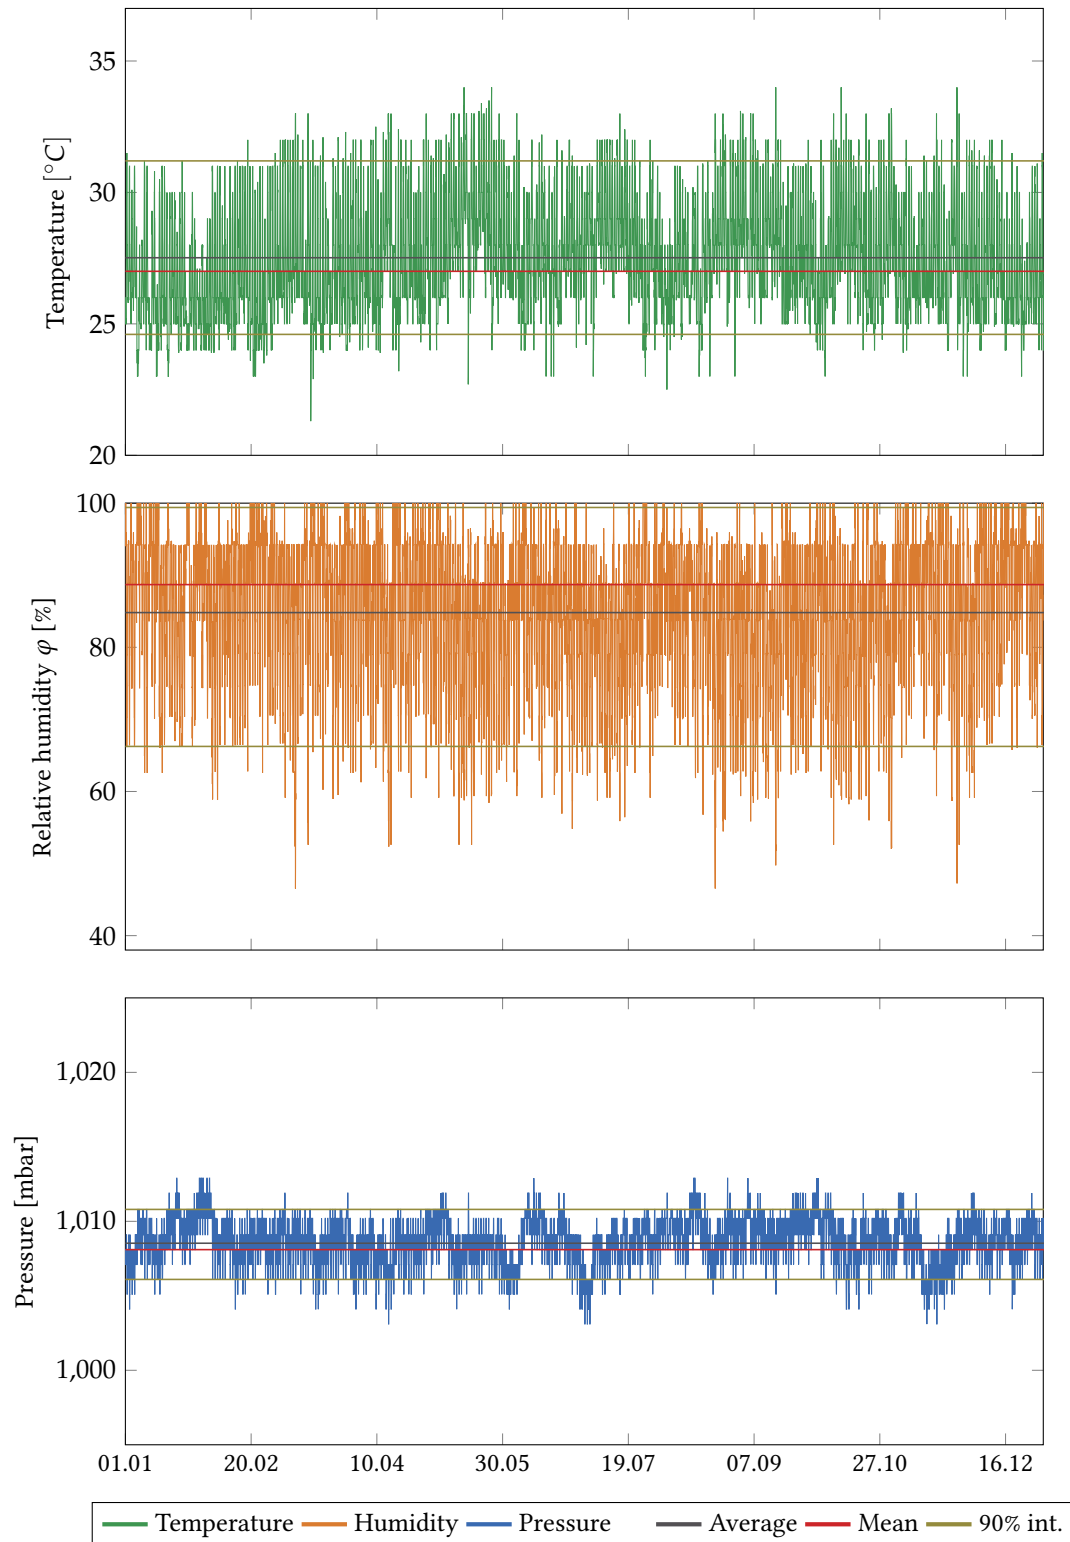 35
30
25
20
Temperature [°C]
100
80
60
40
Relative humidity φ [%]
1,020
1,010
1,000
Pressure [mbar]
01.01 20.02 10.04 30.05 19.07 07.09 27.10 16.12
Temperature Humidity Pressure Average Mean 90% int.